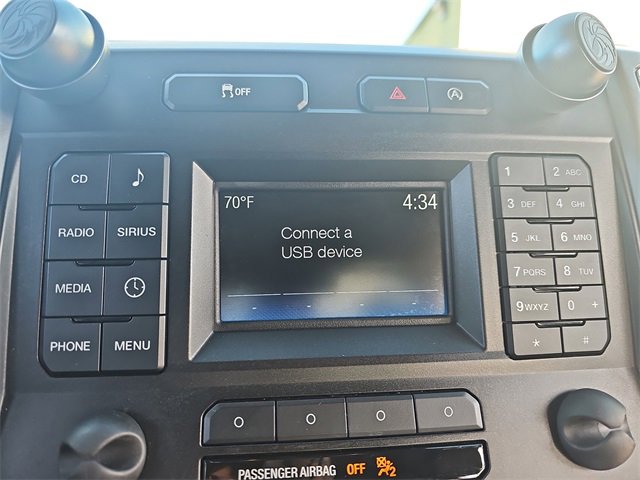 OFF
A
CD
RADIO SIRIUS
MEDIA
PHONE MENU
70°F 4:34
Connect a
USB device
1 2 ABC
3 DEF 4 GHI
5 JKL 6 MNO
7 PQRS 8 TUV
9 WXYZ 0 +
* #
O O O O
PASSENGER AIRBAG OFF 2